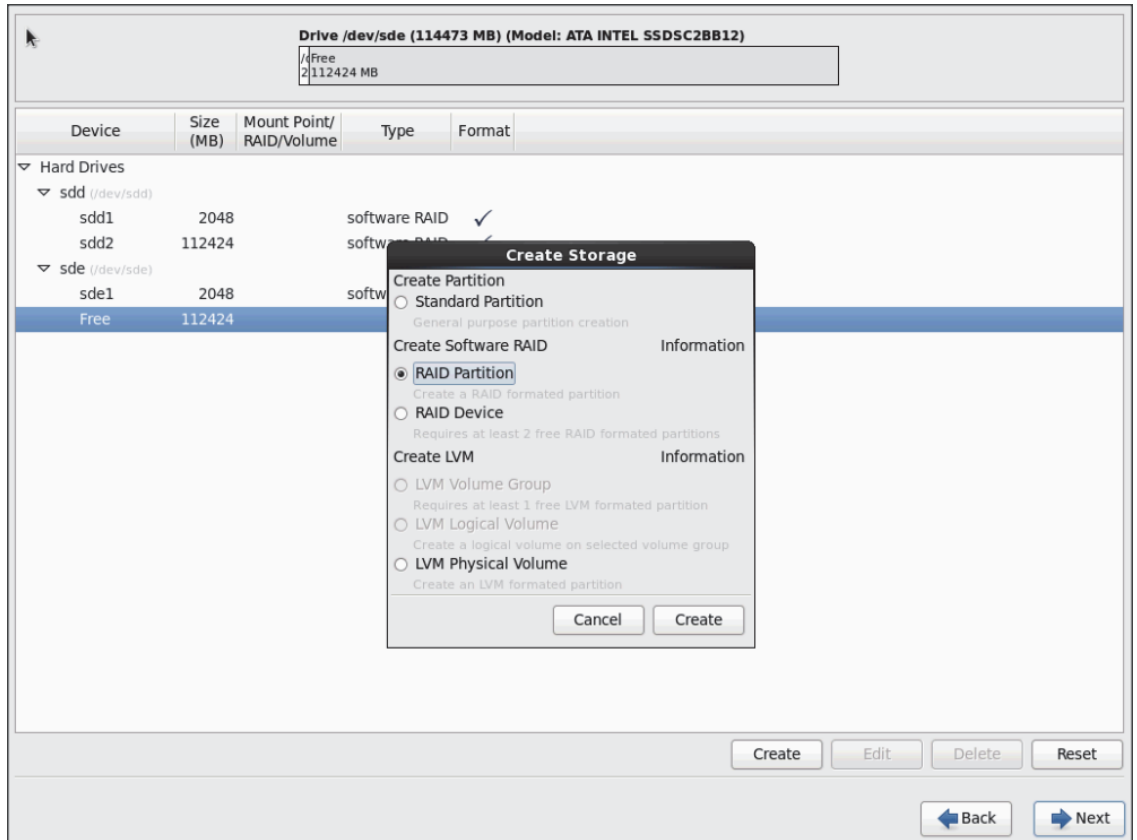 Drive /dev/sde (114473 MB) (Model: ATA INTEL SSDSC2BB12)
Free
2 112424 MB
Device Size (MB) Mount Point/ RAID/Volume Type Format
Hard Drives
sdd (/dev/sdd)
sdd1 2048 software RAID
sdd2 112424 software RAID
sde (/dev/sde)
sde1 2048 softw
Free 112424
Create Storage
Create Partition
Standard Partition
General purpose partition creation
Create Software RAID Information
RAID Partition
Create a RAID formated partition
RAID Device
Requires at least 2 free RAID formated partitions
Create LVM Information
LVM Volume Group
Requires at least 1 free LVM formated partition
LVM Logical Volume
Create a logical volume on selected volume group
LVM Physical Volume
Create an LVM formated partition
Cancel Create
Create Edit Delete Reset
Back Next